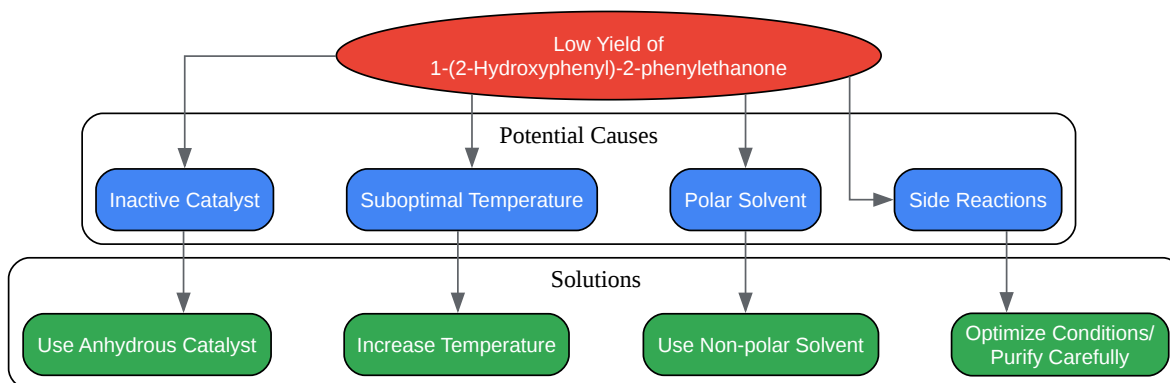 Low Yield of
1-(2-Hydroxyphenyl)-2-phenylethanone
Potential Causes
Inactive Catalyst
Suboptimal Temperature
Polar Solvent
Side Reactions
Solutions
Use Anhydrous Catalyst
Increase Temperature
Use Non-polar Solvent
Optimize Conditions/
Purify Carefully